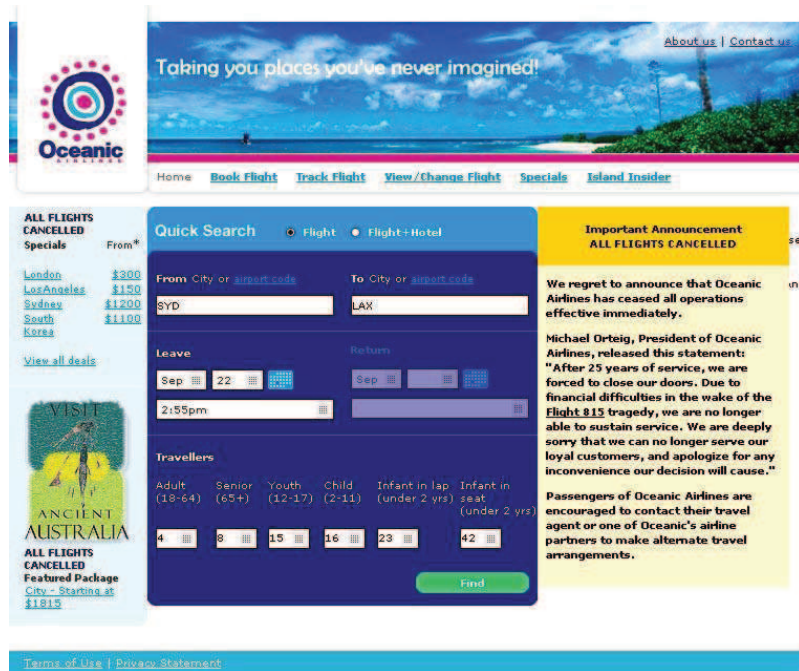 About us | Contact us
Taking you places you've never imagined!
Oceanic
AIRLINES
Home Book Flight Track Flight View/Change Flight Specials Island Insider
ALL FLIGHTS
CANCELLED
Specials From*
London $300
LosAngeles $150
Sydney $1200
South $1100
Korea
View all deals
VISIT
ANCIENT
AUSTRALIA
ALL FLIGHTS
CANCELLED
Featured Package
City - Starting at
$1815
Quick Search Flight Flight+Hotel
From City or airport code To City or airport code
SYD LAX
Leave Return
Sep 22 Sep
2:55pm
Travellers
Adult Senior Youth Child Infant in lap Infant in
(18-64) (65+) (12-17) (2-11) (under 2 yrs) seat
(under 2 yrs)
4 8 15 16 23 42
Find
Important Announcement
ALL FLIGHTS CANCELLED
We regret to announce that Oceanic
Airlines has ceased all operations
effective immediately.
Michael Orteig, President of Oceanic
Airlines, released this statement:
"After 25 years of service, we are
forced to close our doors. Due to
financial difficulties in the wake of the
Flight 815 tragedy, we are no longer
able to sustain service. We are deeply
sorry that we can no longer serve our
loyal customers, and apologize for any
inconvenience our decision will cause."
Passengers of Oceanic Airlines are
encouraged to contact their travel
agent or one of Oceanic's airline
partners to make alternate travel
arrangements.
Terms of Use | Privacy Statement